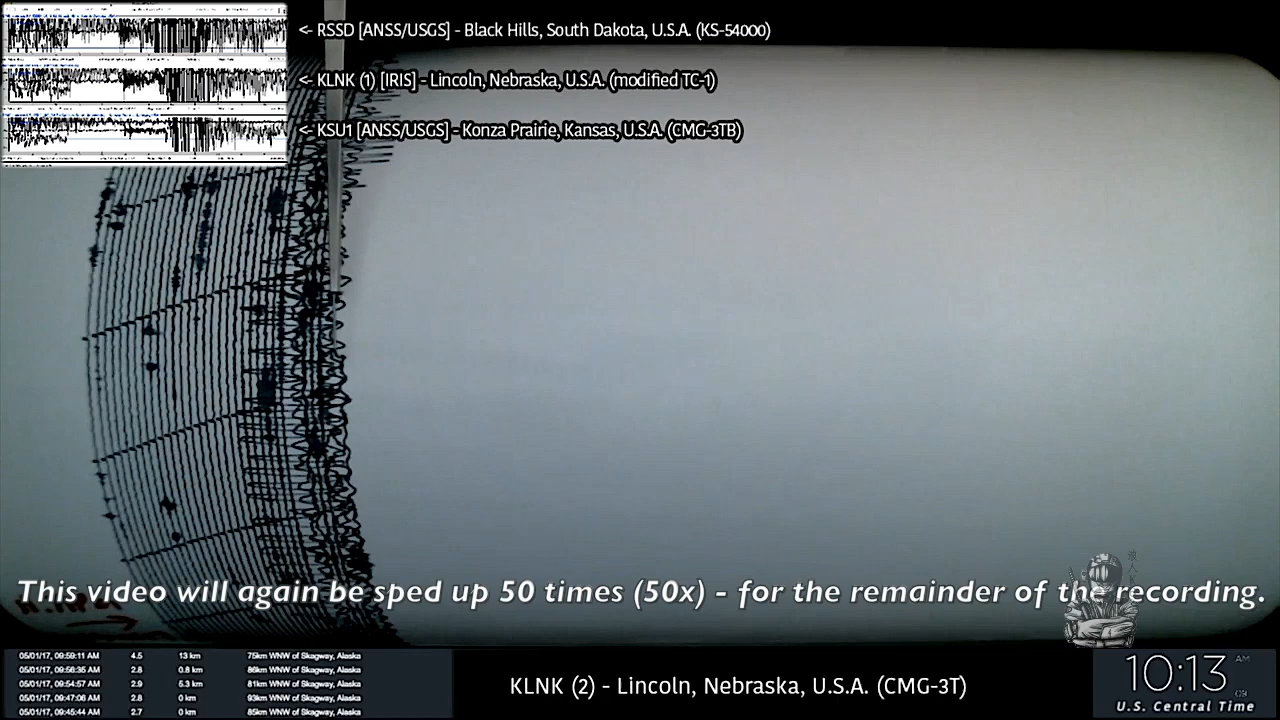 <- RSSD [ANSS/USGS] - Black Hills, South Dakota, U.S.A. (KS-54000)
<- KLNK (1) [IRIS] - Lincoln, Nebraska, U.S.A. (modified TC-1)
<- KSU1 [ANSS/USGS] - Konza Prairie, Kansas, U.S.A. (CMG-3TB)
This video will again be sped up 50 times (50x) - for the remainder of the recording.
05/01/17, 09:59:11 AM 4.5 13 km 75km WNW of Skagway, Alaska
05/01/17, 09:56:35 AM 2.8 0.8 km 86km WNW of Skagway, Alaska
05/01/17, 09:54:57 AM 2.9 5.3 km 81km WNW of Skagway, Alaska
05/01/17, 09:47:06 AM 2.8 0 km 93km WNW of Skagway, Alaska
05/01/17, 09:45:44 AM 2.7 0 km 85km WNW of Skagway, Alaska
KLNK (2) - Lincoln, Nebraska, U.S.A. (CMG-3T)
10:13 AM
U.S. Central Time